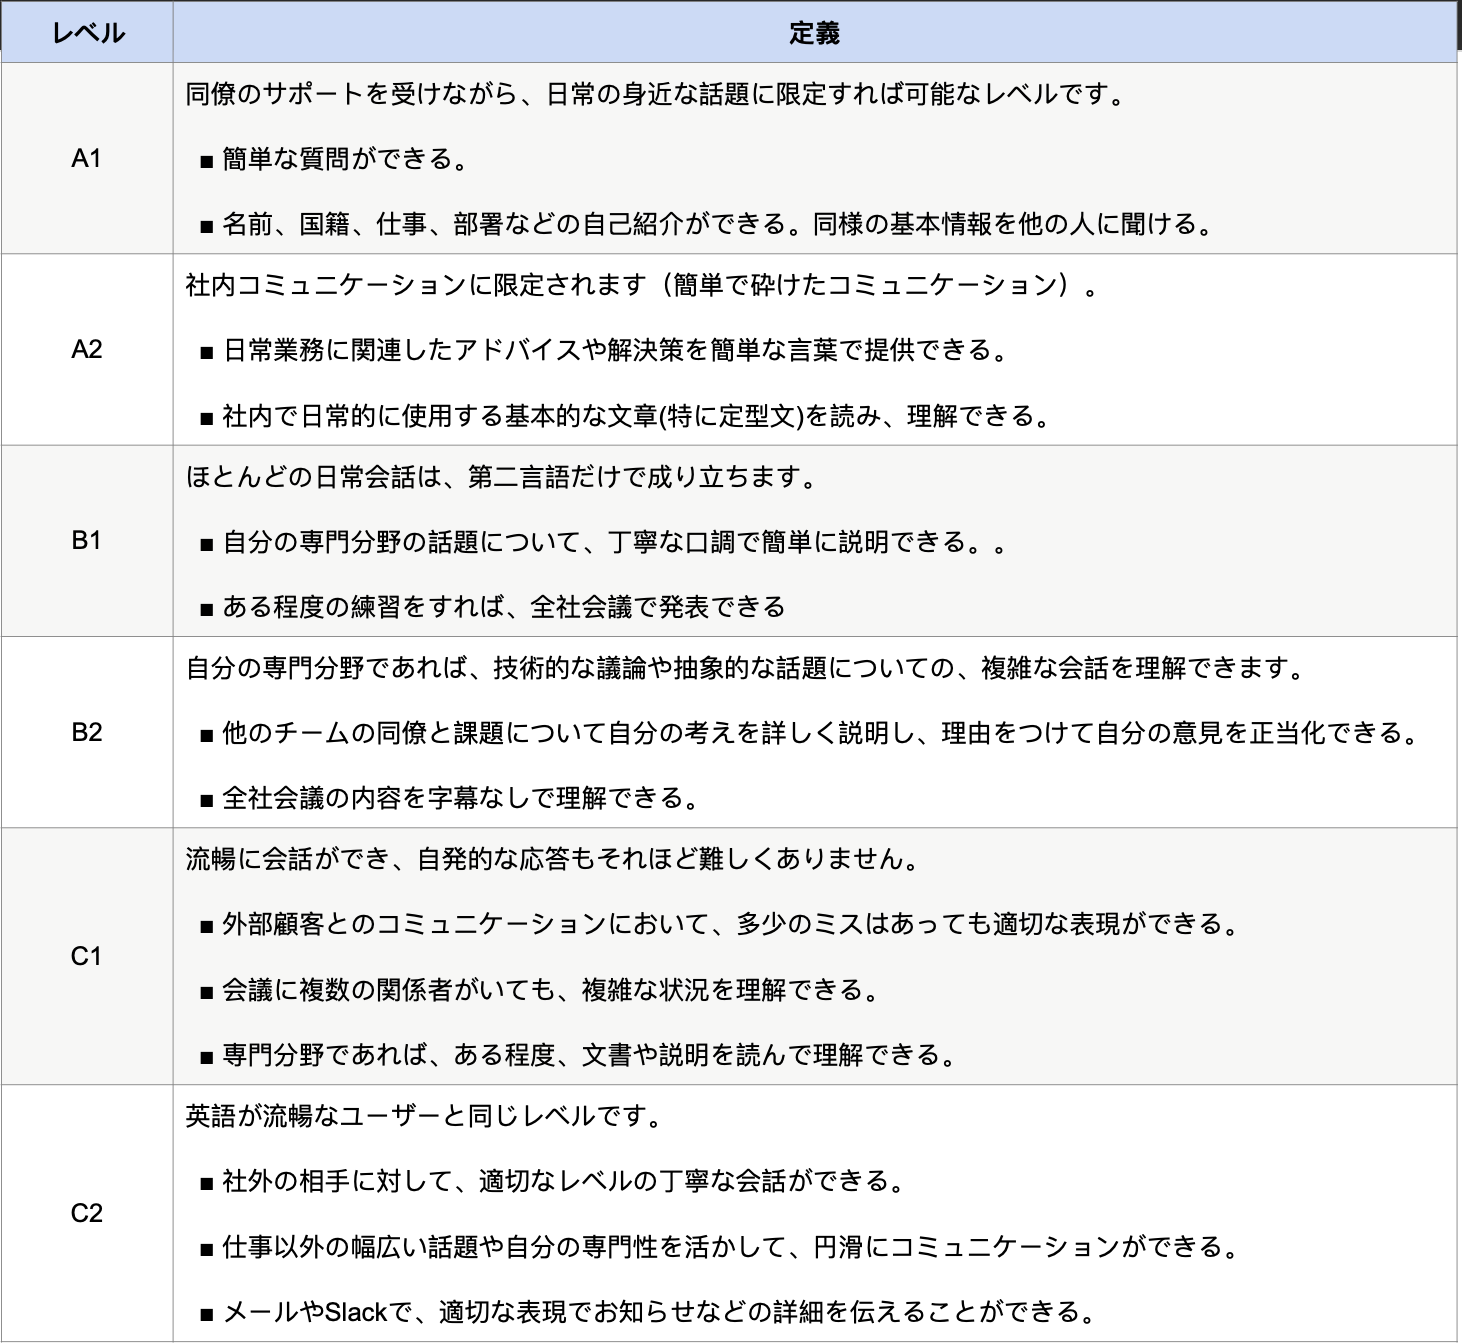 レベル
定義
A1
同僚のサポートを受けながら、日常の身近な話題に限定すれば可能なレベルです。
■ 簡単な質問ができる。
■ 名前、国籍、仕事、部署などの自己紹介ができる。同様の基本情報を他の人に聞ける。
A2
社内コミュニケーションに限定されます（簡単で砕けたコミュニケーション）。
■ 日常業務に関連したアドバイスや解決策を簡単な言葉で提供できる。
■ 社内で日常的に使用する基本的な文章(特に定型文)を読み、理解できる。
B1
ほとんどの日常会話は、第二言語だけで成り立ちます。
■ 自分の専門分野の話題について、丁寧な口調で簡単に説明できる。。
■ ある程度の練習をすれば、全社会議で発表できる
B2
自分の専門分野であれば、技術的な議論や抽象的な話題についての、複雑な会話を理解できます。
■ 他のチームの同僚と課題について自分の考えを詳しく説明し、理由をつけて自分の意見を正当化できる。
■ 全社会議の内容を字幕なしで理解できる。
C1
流暢に会話ができ、自発的な応答もそれほど難しくありません。
■ 外部顧客とのコミュニケーションにおいて、多少のミスはあっても適切な表現ができる。
■ 会議に複数の関係者がいても、複雑な状況を理解できる。
■ 専門分野であれば、ある程度、文書や説明を読んで理解できる。
C2
英語が流暢なユーザーと同じレベルです。
■ 社外の相手に対して、適切なレベルの丁寧な会話ができる。
■ 仕事以外の幅広い話題や自分の専門性を活かして、円滑にコミュニケーションができる。
■ メールやSlackで、適切な表現でお知らせなどの詳細を伝えることができる。